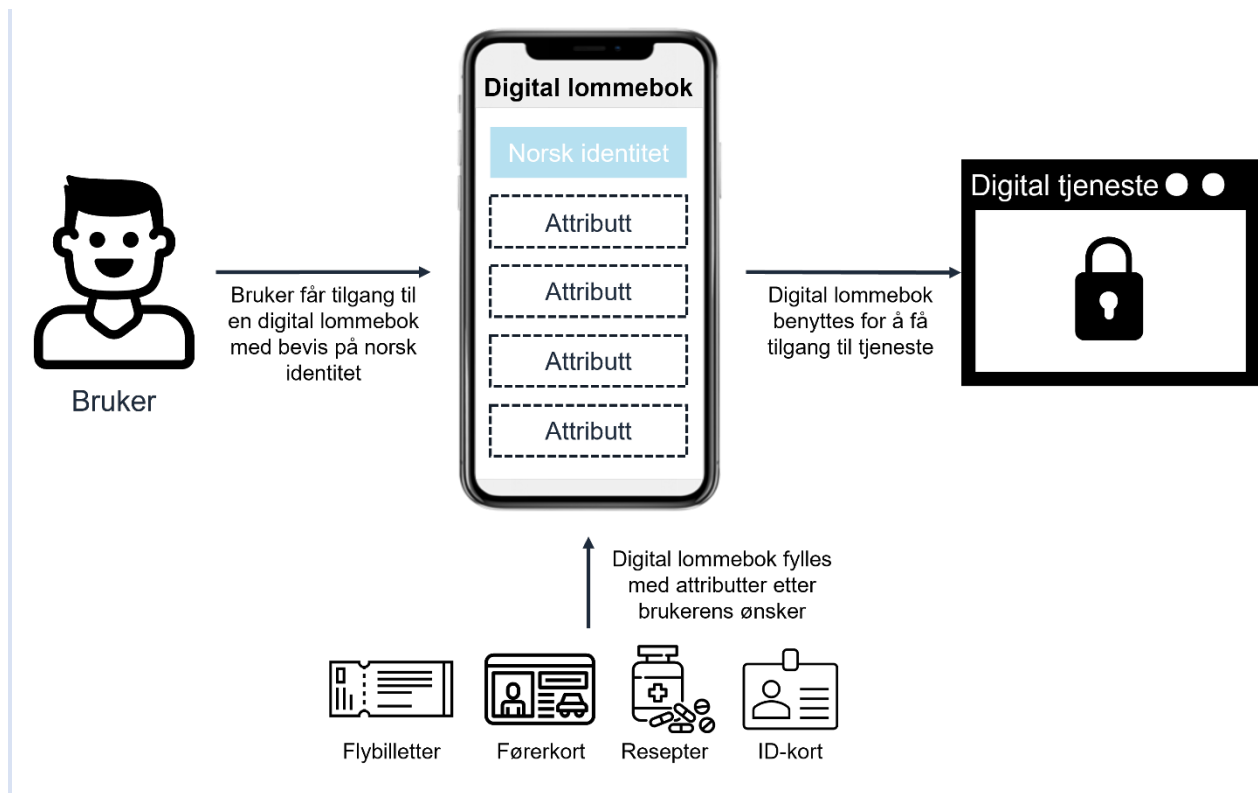 Digital lommebok
Norsk identitet
Attributt
Attributt
Attributt
Attributt
Bruker
Bruker får tilgang til
en digital lommebok
med bevis på norsk
identitet
Digital lommebok
benyttes for å få
tilgang til tjeneste
Digital tjeneste
Digital lommebok fylles
med attributter etter
brukerens ønsker
Flybilletter
Førerkort
Resepter
ID-kort